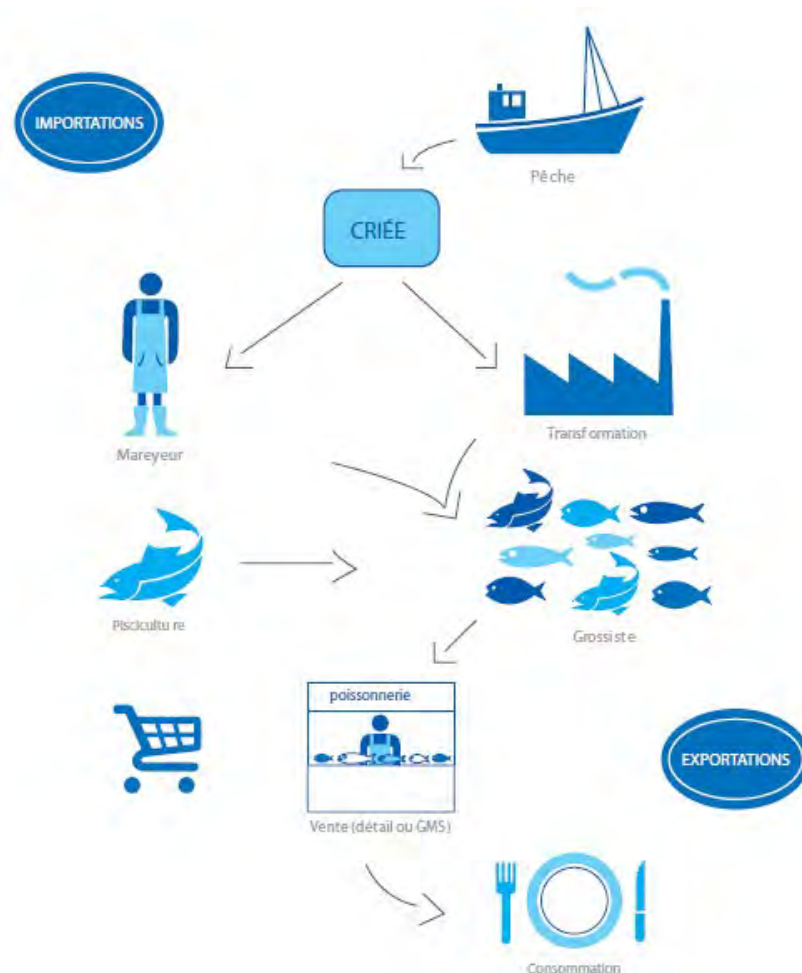 IMPORTATIONS
Pêche
CRIÉE
Mareyeur
Transformation
Pisciculture
Grossiste
poissonnerie
EXPORTATIONS
Vente (détail ou GMS)
Consommation